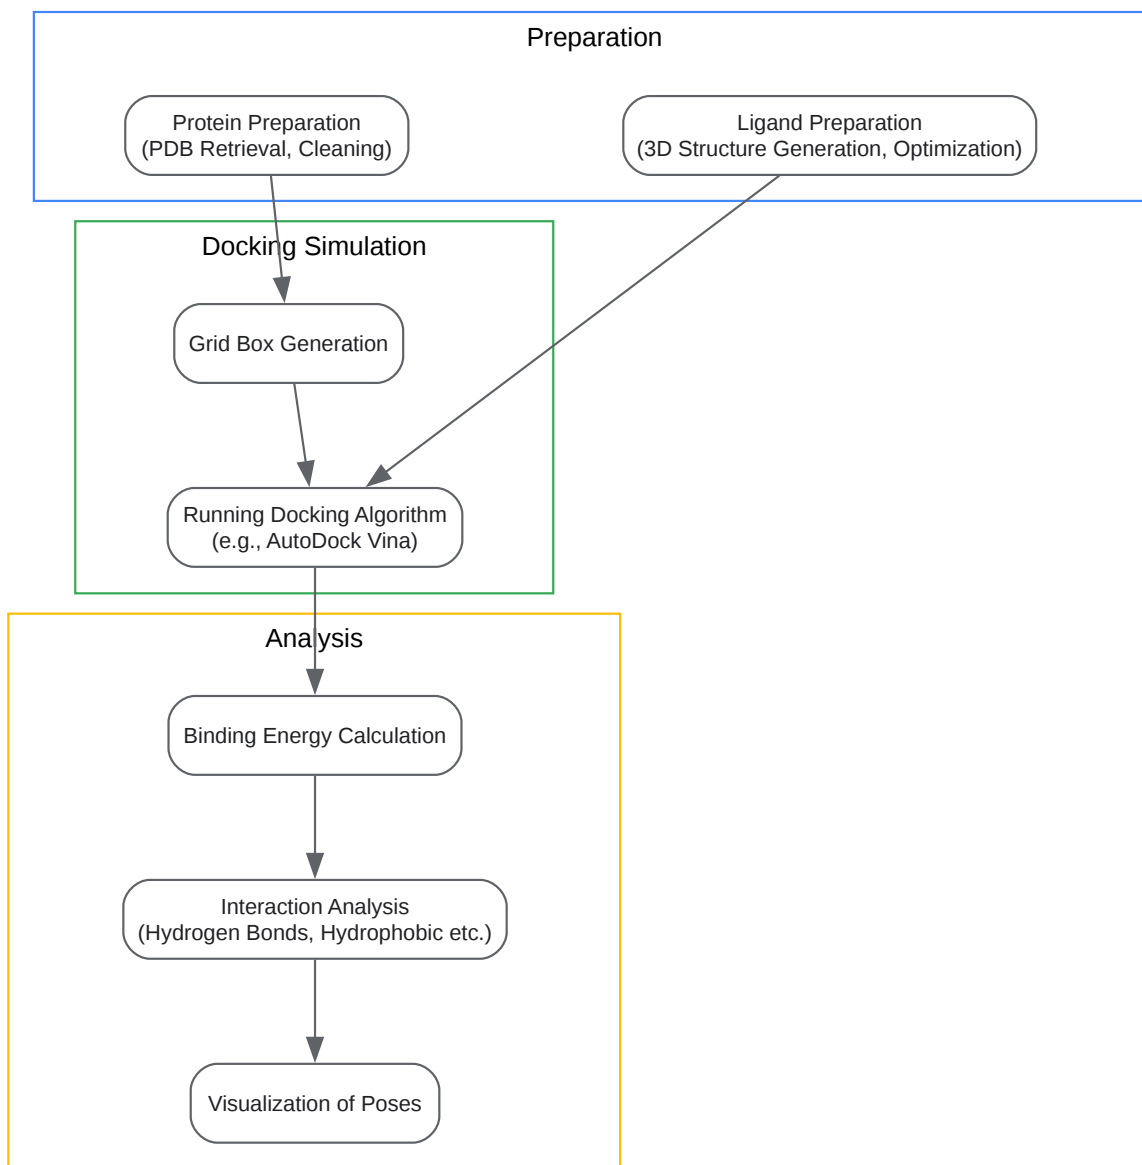 Preparation
Protein Preparation
(PDB Retrieval, Cleaning)
Ligand Preparation
(3D Structure Generation, Optimization)
Docking Simulation
Grid Box Generation
Running Docking Algorithm
(e.g., AutoDock Vina)
Analysis
Binding Energy Calculation
Interaction Analysis
(Hydrogen Bonds, Hydrophobic etc.)
Visualization of Poses